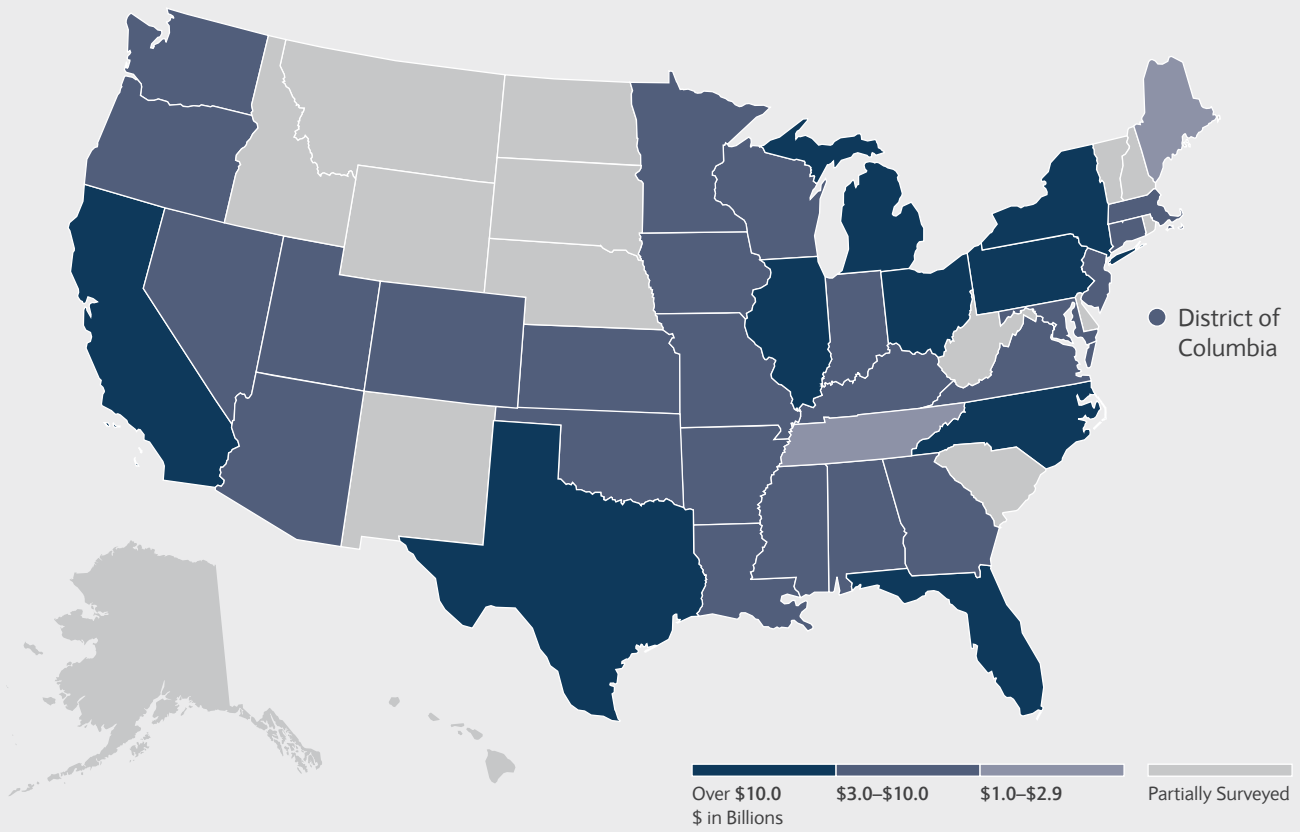 District of
Columbia
Over $10.0
$3.0–$10.0
$1.0–$2.9
Partially Surveyed
$ in Billions